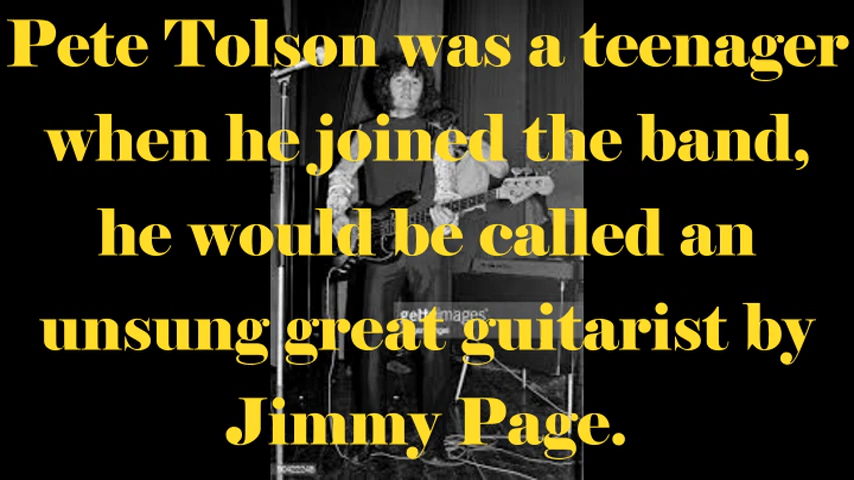 Pete Tolson was a teenager
when he joined the band,
he would be called an
unsung great guitarist by
Jimmy Page.
gettyimages